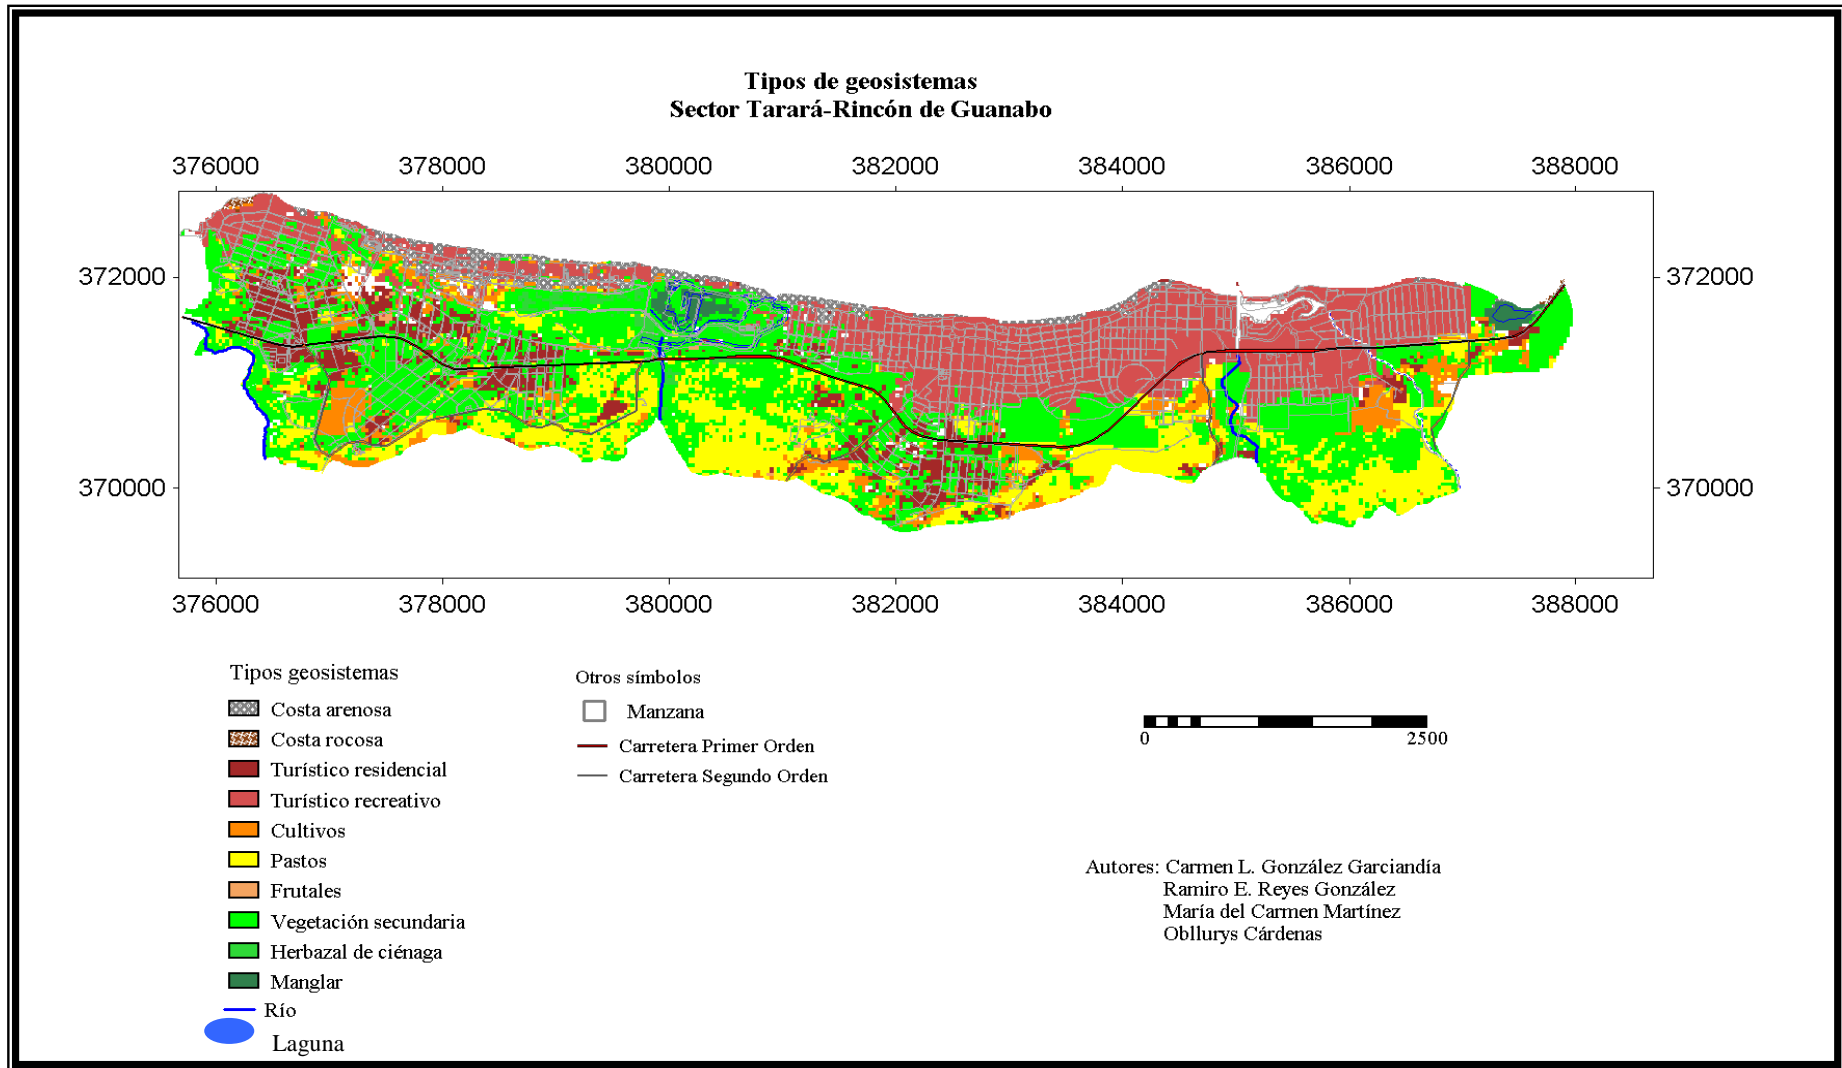 Tipos de geosistemas
Sector Tarará-Rincón de Guanabo
376000 378000 380000 382000 384000 386000 388000
372000 372000
370000 370000
376000 378000 380000 382000 384000 386000 388000
Tipos geosistemas
Costa arenosa
Costa rocosa
Turístico residencial
Turístico recreativo
Cultivos
Pastos
Frutales
Vegetación secundaria
Herbazal de ciénaga
Manglar
Río
Laguna
Otros símbolos
Manzana
Carretera Primer Orden
Carretera Segundo Orden
0 2500
Autores: Carmen L. González Garciandía
Ramiro E. Reyes González
María del Carmen Martínez
Obllurys Cárdenas